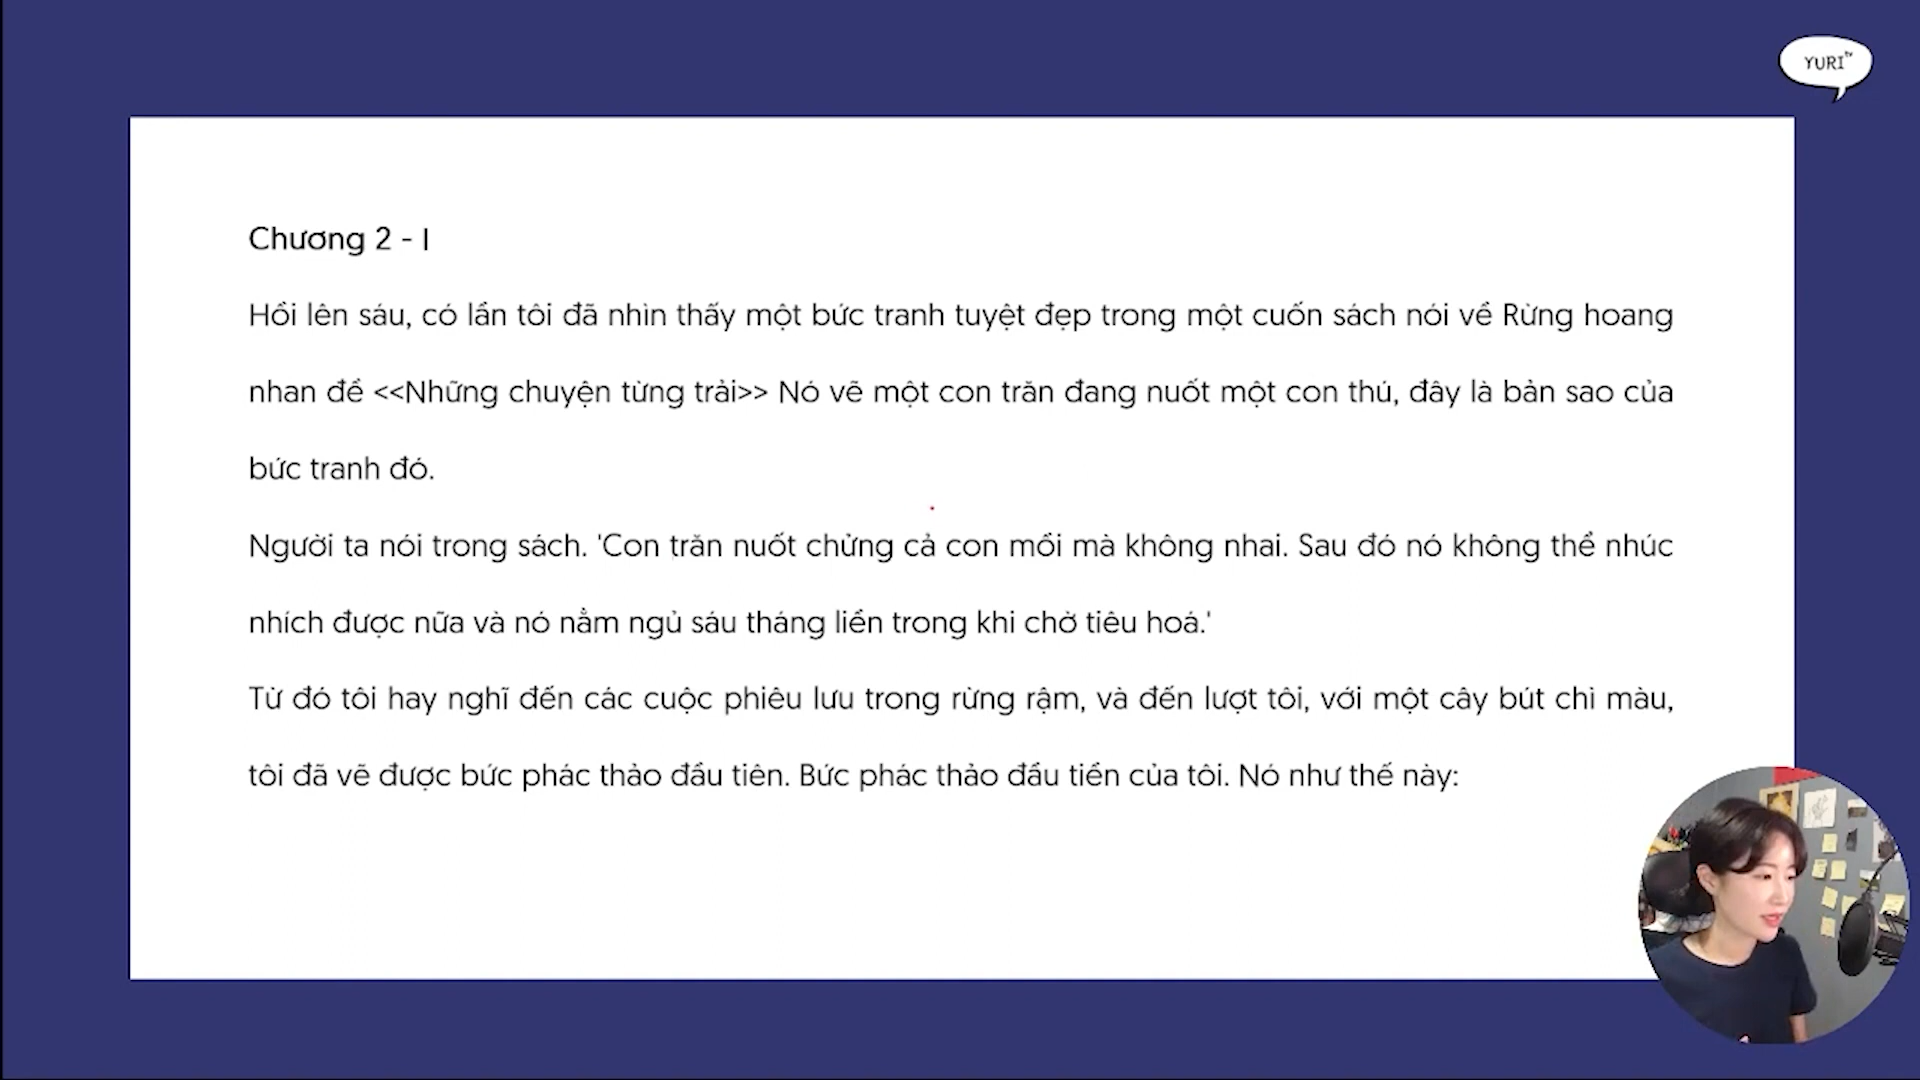 YURI tv
Chương 2 - I
Hồi lên sáu, có lần tôi đã nhìn thấy một bức tranh tuyệt đẹp trong một cuốn sách nói về Rừng hoang
nhan đề <<Những chuyện từng trải>> Nó vẽ một con trăn đang nuốt một con thú, đây là bản sao của
bức tranh đó.
Người ta nói trong sách. 'Con trăn nuốt chửng cả con mồi mà không nhai. Sau đó nó không thể nhúc
nhích được nữa và nó nằm ngủ sáu tháng liền trong khi chờ tiêu hoá.'
Từ đó tôi hay nghĩ đến các cuộc phiêu lưu trong rừng rậm, và đến lượt tôi, với một cây bút chì màu,
tôi đã vẽ được bức phác thảo đầu tiên. Bức phác thảo đầu tiền của tôi. Nó như thế này: